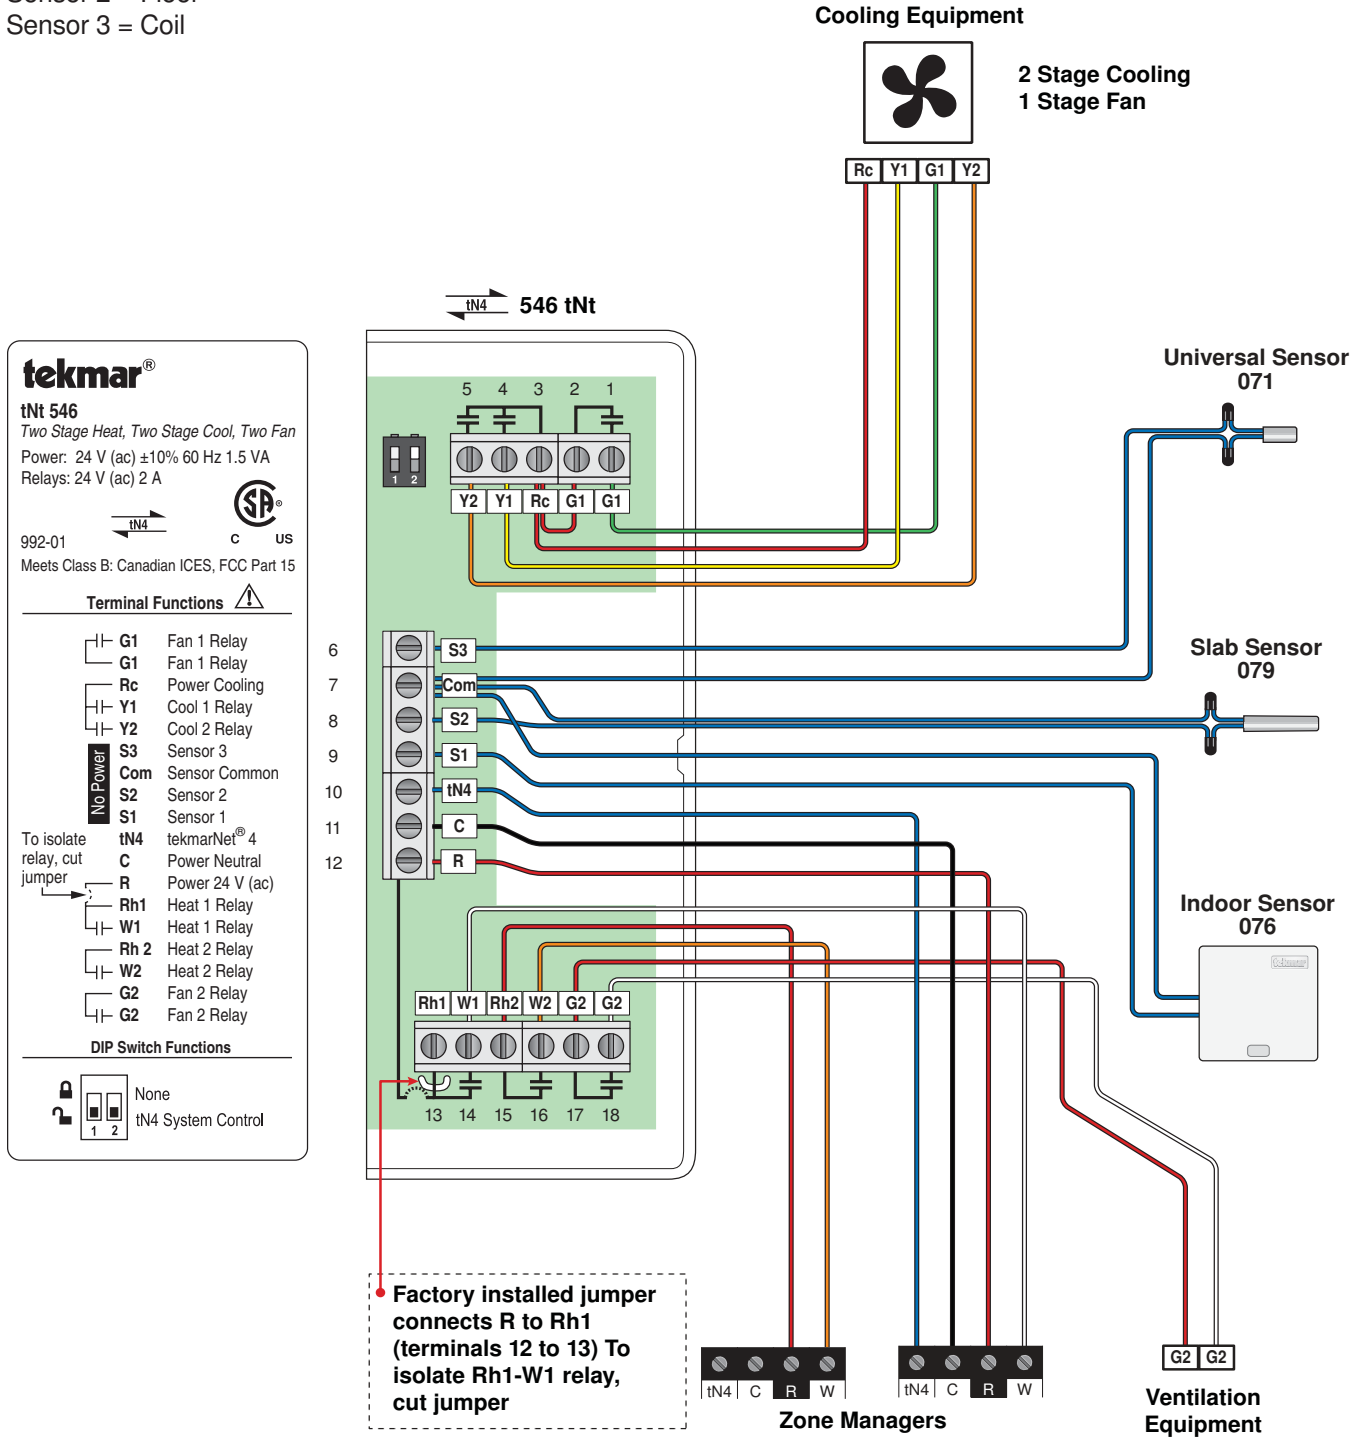 Sensor 3 = Coil
Cooling Equipment
2 Stage Cooling
1 Stage Fan
Rc Y1 G1 Y2
tN4 546 tNt
tekmar®
tNt 546
Two Stage Heat, Two Stage Cool, Two Fan
Power: 24 V (ac) ±10% 60 Hz 1.5 VA
Relays: 24 V (ac) 2 A
SA®
C US
tN4
992-01
Meets Class B: Canadian ICES, FCC Part 15
Terminal Functions
G1 Fan 1 Relay
G1 Fan 1 Relay
Rc Power Cooling
Y1 Cool 1 Relay
Y2 Cool 2 Relay
No Power
S3 Sensor 3
Com Sensor Common
S2 Sensor 2
S1 Sensor 1
tN4 tekmarNet® 4
C Power Neutral
R Power 24 V (ac)
Rh1 Heat 1 Relay
W1 Heat 1 Relay
Rh 2 Heat 2 Relay
W2 Heat 2 Relay
G2 Fan 2 Relay
G2 Fan 2 Relay
To isolate
relay, cut
jumper
DIP Switch Functions
None
tN4 System Control
1 2
5 4 3 2 1
1 2
Y2 Y1 Rc G1 G1
6 S3
7 Com
8 S2
9 S1
10 tN4
11 C
12 R
Rh1 W1 Rh2 W2 G2 G2
13 14 15 16 17 18
Universal Sensor
071
Slab Sensor
079
Indoor Sensor
076
tekmar
Factory installed jumper
connects R to Rh1
(terminals 12 to 13) To
isolate Rh1-W1 relay,
cut jumper
tN4 C R W
tN4 C R W
Zone Managers
G2 G2
Ventilation
Equipment